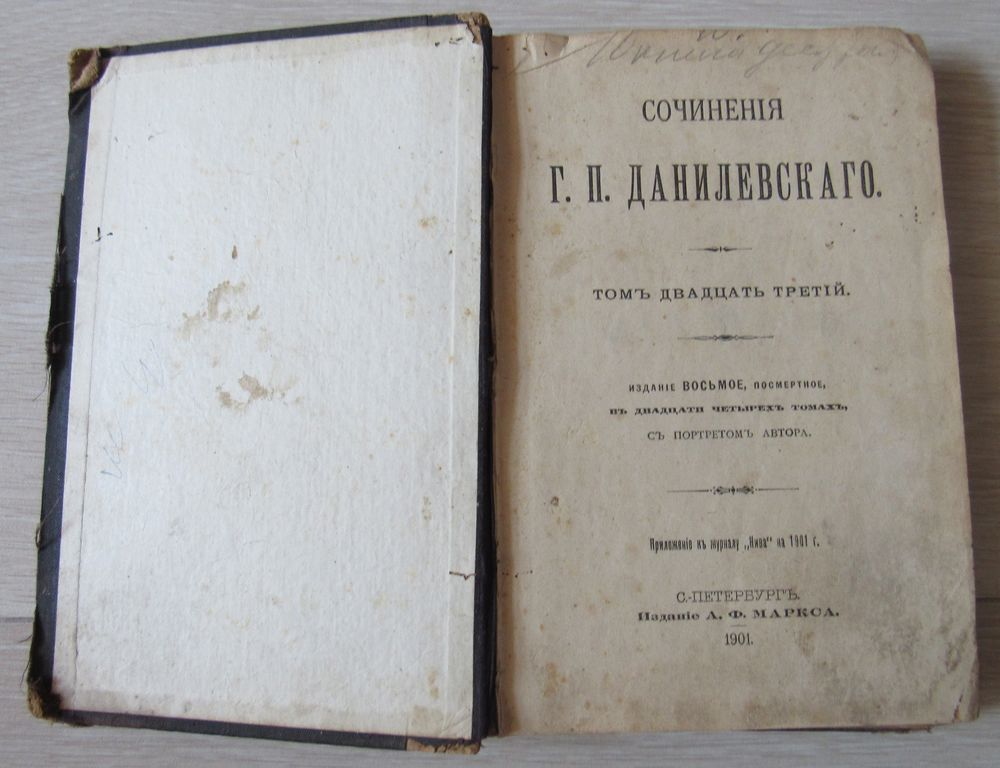 СОЧИНЕНІЯ
Г. П. ДАНИЛЕВСКАГО.
ТОМЪ ДВАДЦАТЬ ТРЕТІЙ.
ИЗДАНІЕ ВОСЬМОЕ, ПОСМЕРТНОЕ,
ВЪ ДВАДЦАТИ ЧЕТЫРЕХЪ ТОМАХЪ,
СЪ ПОРТРЕТОМЪ АВТОРА.
Приложеніе къ журналу „Нива“ на 1901 г.
С.-ПЕТЕРБУРГЪ.
Изданіе А. Ф. МАРКСА.
1901.